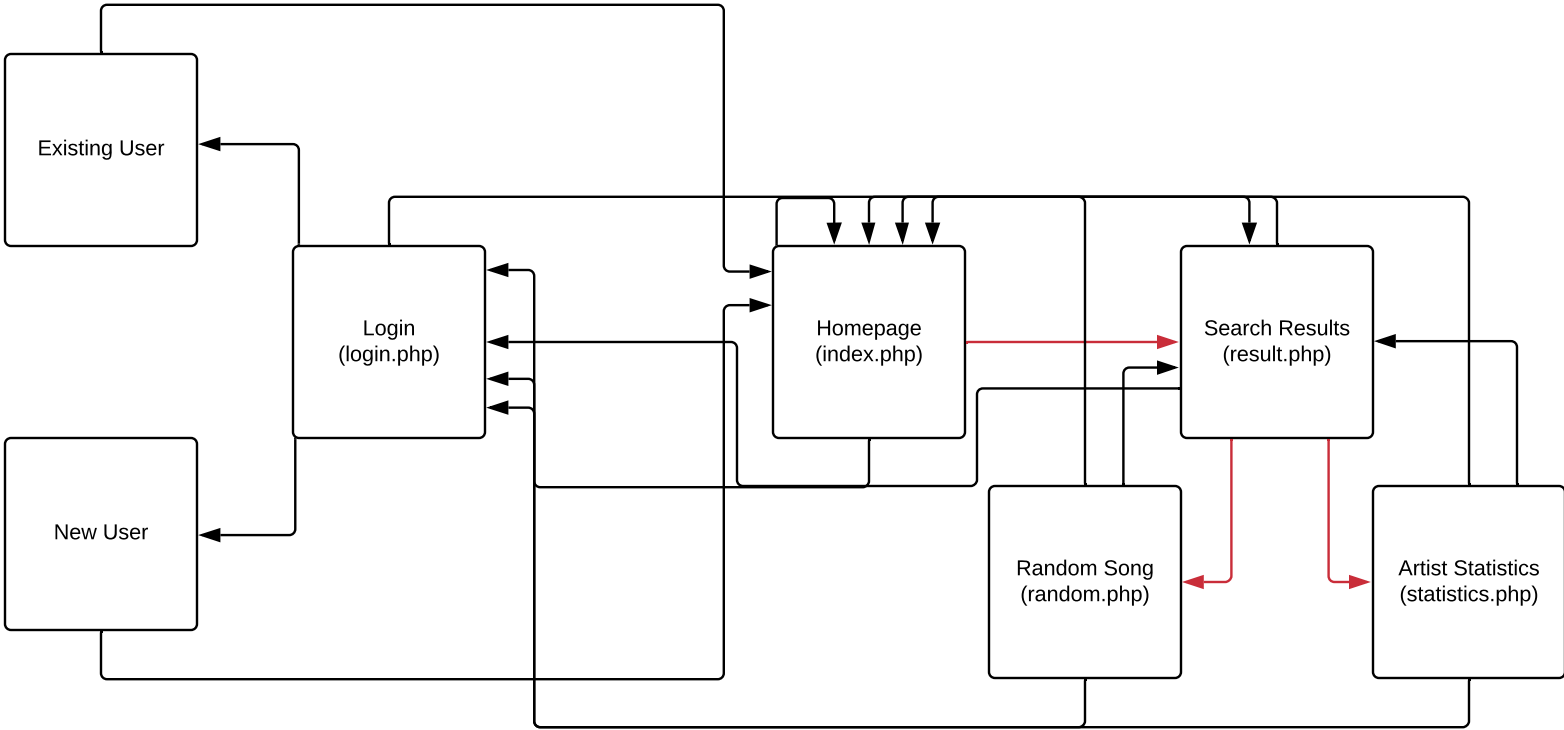 Existing User
Login
(login.php)
Homepage
(index.php)
Search Results
(result.php)
New User
Random Song
(random.php)
Artist Statistics
(statistics.php)